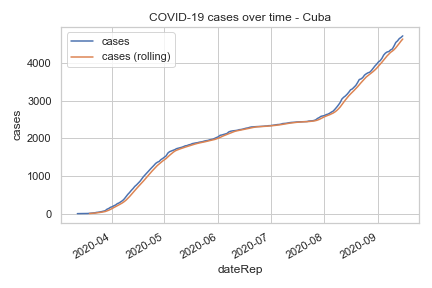 COVID-19 cases over time - Cuba
cases
cases (rolling)
4000
3000
2000
1000
0
cases
2020-04
2020-05
2020-06
2020-07
2020-08
2020-09
dateRep